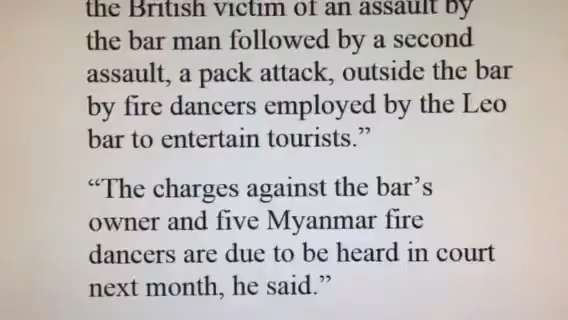 the British victim of an assault by
the bar man followed by a second
assault, a pack attack, outside the bar
by fire dancers employed by the Leo
bar to entertain tourists.”
“The charges against the bar’s
owner and five Myanmar fire
dancers are due to be heard in court
next month, he said.”